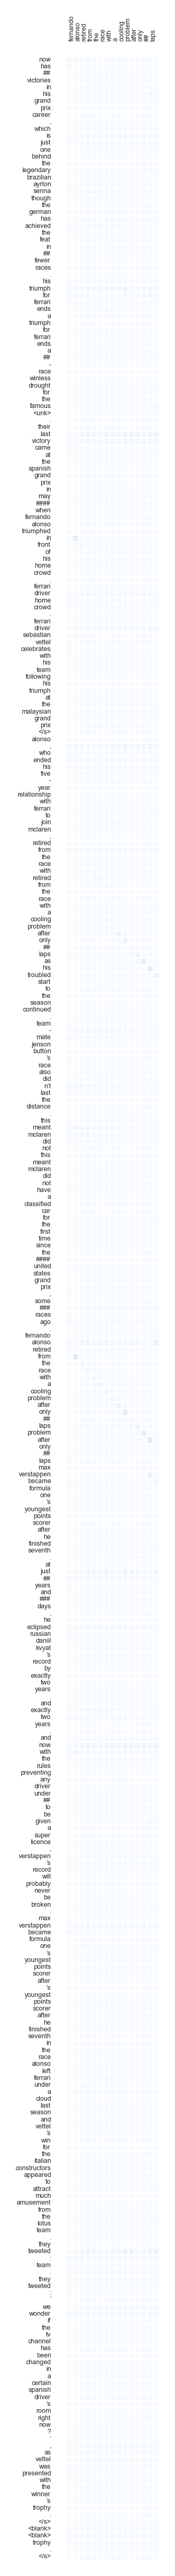 fernando
alonso
retired
from
the
race
with
a
cooling
problem
after
only
##
laps
now
has
##
victories
in
his
grand
prix
career
,
which
is
just
one
behind
the
legendary
brazilian
ayrton
senna
though
the
german
has
achieved
the
feat
in
##
fewer
races
.
his
triumph
for
ferrari
ends
a
triumph
for
ferrari
ends
a
##
-
race
winless
drought
for
the
famous
<unk>
.
their
last
victory
came
at
the
spanish
grand
prix
in
may
####
when
fernando
alonso
triumphed
in
front
of
his
home
crowd
.
ferrari
driver
home
crowd
.
ferrari
driver
sebastian
vettel
celebrates
with
his
team
following
his
triumph
at
the
malaysian
grand
prix
</s>
alonso
,
who
ended
his
five
-
year
relationship
with
ferrari
to
join
mclaren
,
retired
from
the
race
with
retired
from
the
race
with
a
cooling
problem
after
only
##
laps
as
his
troubled
start
to
the
season
continued
.
team
-
mate
jenson
button
's
race
also
did
n't
last
the
distance
.
this
meant
mclaren
did
not
this
meant
mclaren
did
not
have
a
classified
car
for
the
first
time
since
the
####
united
states
grand
prix
,
some
###
races
ago
.
fernando
alonso
retired
from
the
race
with
a
cooling
problem
after
only
##
laps
problem
after
only
##
laps
max
verstappen
became
formula
one
's
youngest
points
scorer
after
he
finished
seventh
.
at
just
##
years
and
###
days
,
he
eclipsed
russian
daniil
kvyat
's
record
by
exactly
two
years
.
and
exactly
two
years
.
and
now
with
the
rules
preventing
any
driver
under
##
to
be
given
a
super
licence
,
verstappen
's
record
will
probably
never
be
broken
.
max
verstappen
became
formula
one
's
youngest
points
scorer
after
's
youngest
points
scorer
after
he
finished
seventh
in
the
race
alonso
left
ferrari
under
a
cloud
last
season
and
vettel
's
win
for
the
italian
constructors
appeared
to
attract
much
amusement
from
the
lotus
team
.
they
tweeted
:
team
.
they
tweeted
:
'
we
wonder
if
the
tv
channel
has
been
changed
in
a
certain
spanish
driver
's
room
right
now
?
'
,
as
vettel
was
presented
with
the
winner
's
trophy
.
</s>
<blank>
<blank>
trophy
.
</s>